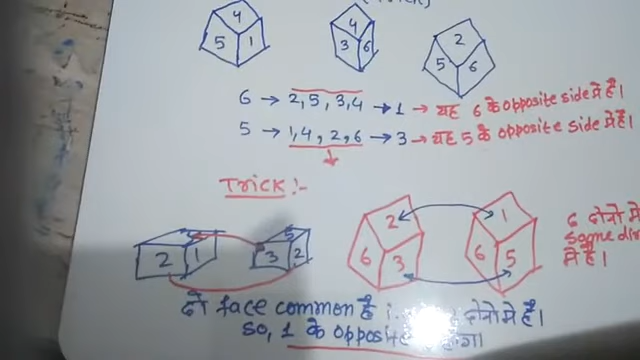 4
5 1
4
3 6
2
5 6
6 → 2,5,3,4 → 1 → यह 6 के opposite side मे है।
5 → 1,4,2,6 → 3 → यह 5 के opposite side मे है।
Trick:-
2 1
5
3 2
2
6 3
1
6 5
6 दोनो मे
same
मे है।
दो face common है दोनो मे है।
so, 1 के opposite